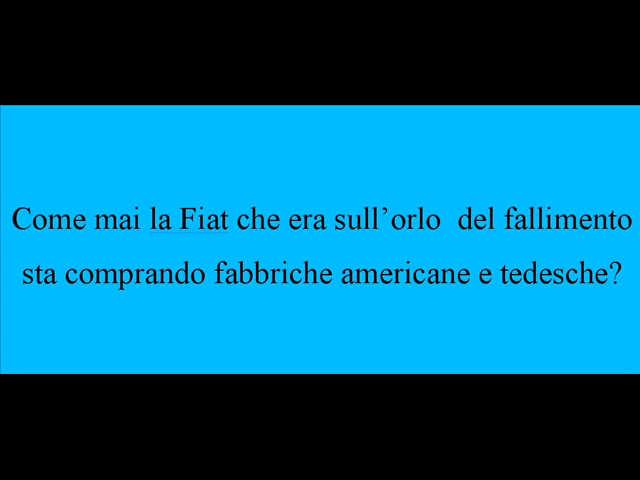 Come mai la Fiat che era sull’orlo  del fallimento
sta comprando fabbriche americane e tedesche?